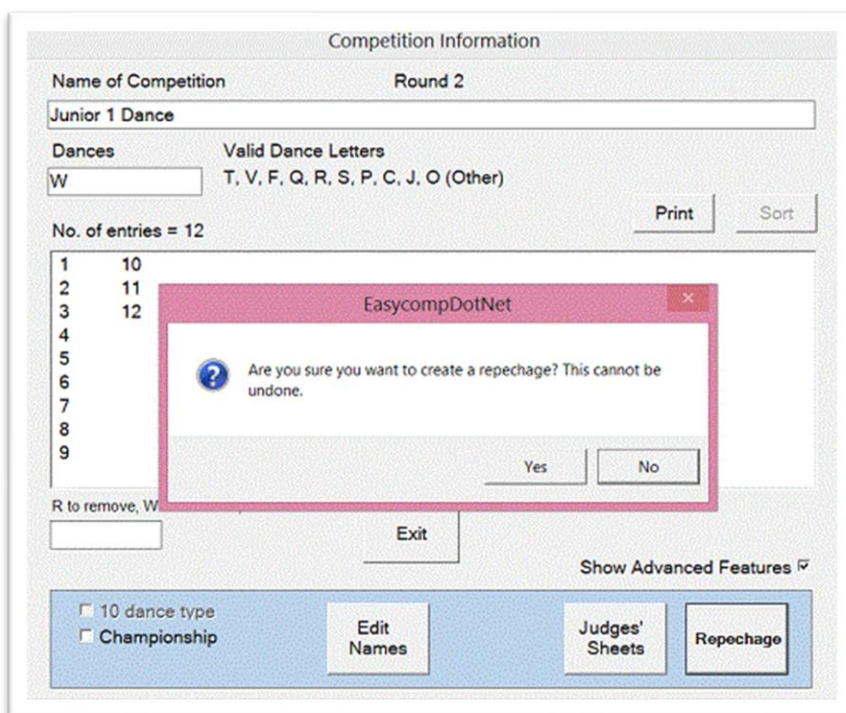 Competition Information
Name of Competition Round 2
Junior 1 Dance
Dances Valid Dance Letters
W T, V, F, Q, R, S, P, C, J, O (Other)
Print Sort
No. of entries = 12
1 10
2 11
3 12
4
5
6
7
8
9
EasycompDotNet
Are you sure you want to create a repechage? This cannot be
undone.
Yes No
R to remove, W
Exit
Show Advanced Features
10 dance type
Championship
Edit
Names
Judges'
Sheets
Repechage